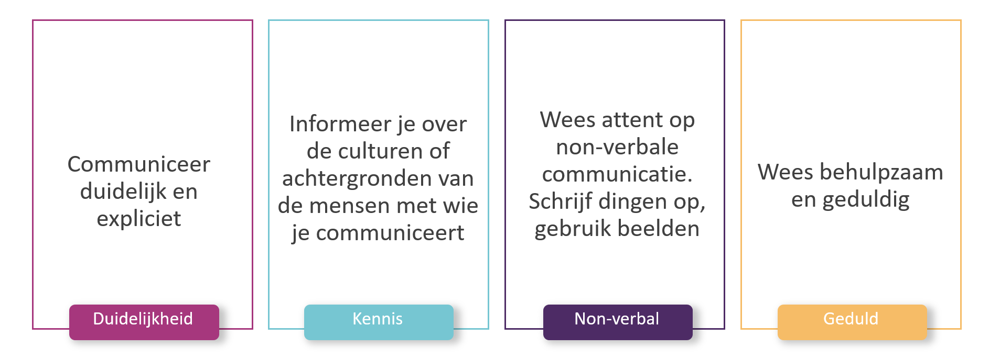 Communiceer
duidelijk en
expliciet
Duidelijkheid
Informeer je over
de culturen of
achtergronden van
de mensen met wie
je communiceert
Kennis
Wees attent op
non-verbale
communicatie.
Schrijf dingen op,
gebruik beelden
Non-verbal
Wees behulpzaam
en geduldig
Geduld